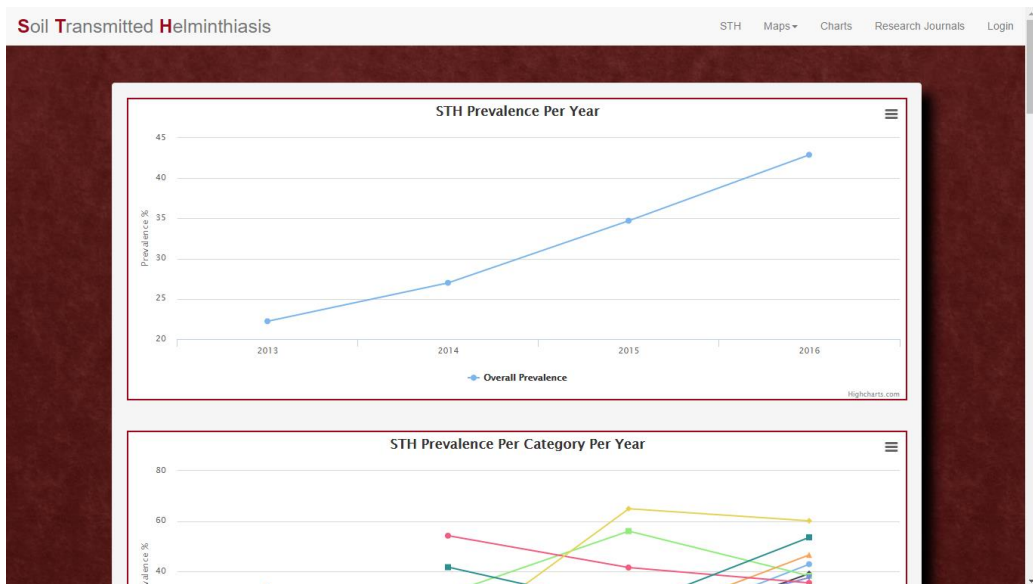 Soil Transmitted Helminthiasis
STH Maps Charts Research Journals Login
STH Prevalence Per Year
45
40
35
30
25
20
Prevalence %
2013 2014 2015 2016
Overall Prevalence
Highcharts.com
STH Prevalence Per Category Per Year
80
60
40